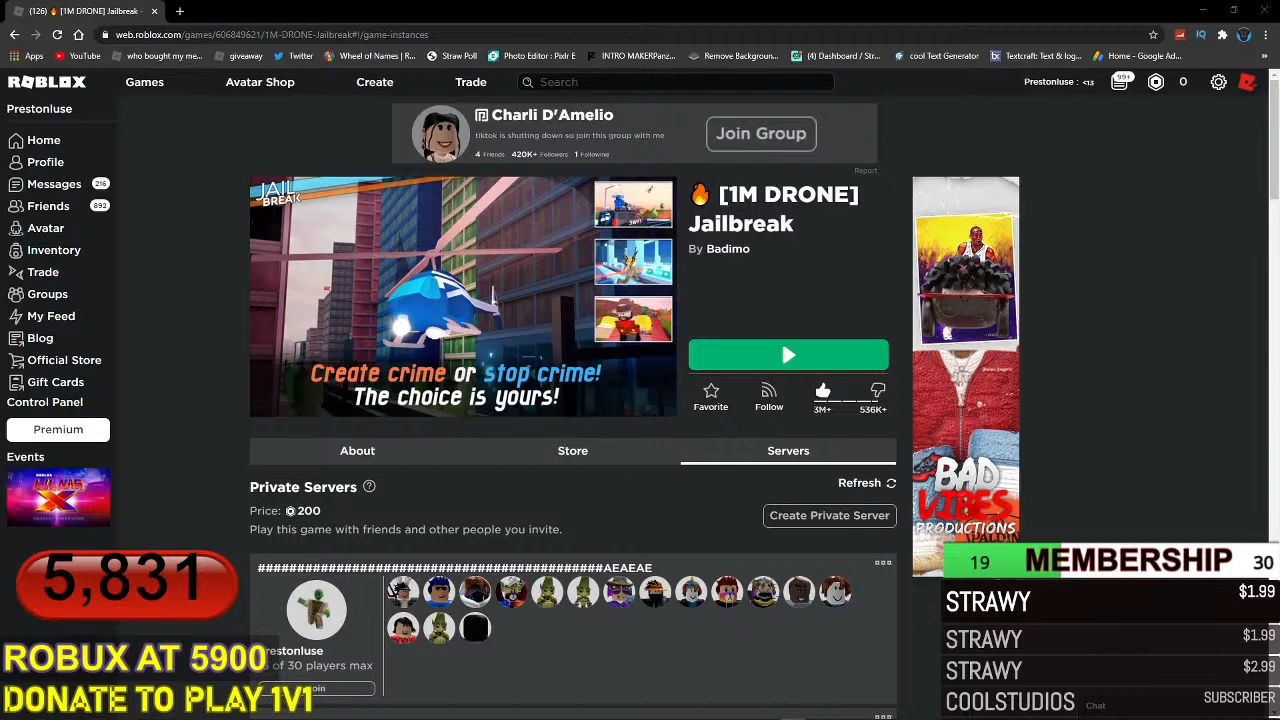 (126) 🔥 [1M DRONE] Jailbreak -
web.roblox.com/games/606849621/1M-DRONE-Jailbreak#!/game-instances
Apps
YouTube
who bought my me...
giveaway
Twitter
Wheel of Names | R...
Straw Poll
Photo Editor : Pixlr E
INTRO MAKERPanz...
Remove Background...
(4) Dashboard / Str...
cool Text Generator
Textcraft: Text & log...
Home - Google Ad...
ROBLOX
Games
Avatar Shop
Create
Trade
Search
Prestonluse : <13
99+
0
Prestonluse
Home
Profile
Messages 216
Friends 892
Avatar
Inventory
Trade
Groups
My Feed
Blog
Official Store
Gift Cards
Control Panel
Premium
Events
Charli D'Amelio
tiktok is shutting down so join this group with me
4 Friends 420K+ Followers 1 Following
Join Group
Report
JAIL
BREAK
Create crime or stop crime!
The choice is yours!
🔥 [1M DRONE]
Jailbreak
By Badimo
Favorite
Follow
3M+
536K+
About
Store
Servers
Private Servers
Refresh
Price: 200
Create Private Server
Play this game with friends and other people you invite.
30 players max
BAD
VIBES
PRODUCTIONS
SPALDING
5,831
ROBUX AT 5900
DONATE TO PLAY 1V1
19 MEMBERSHIP 30
STRAWY $1.99
STRAWY $1.99
STRAWY $2.99
COOLSTUDIOS SUBSCRIBER
Chat